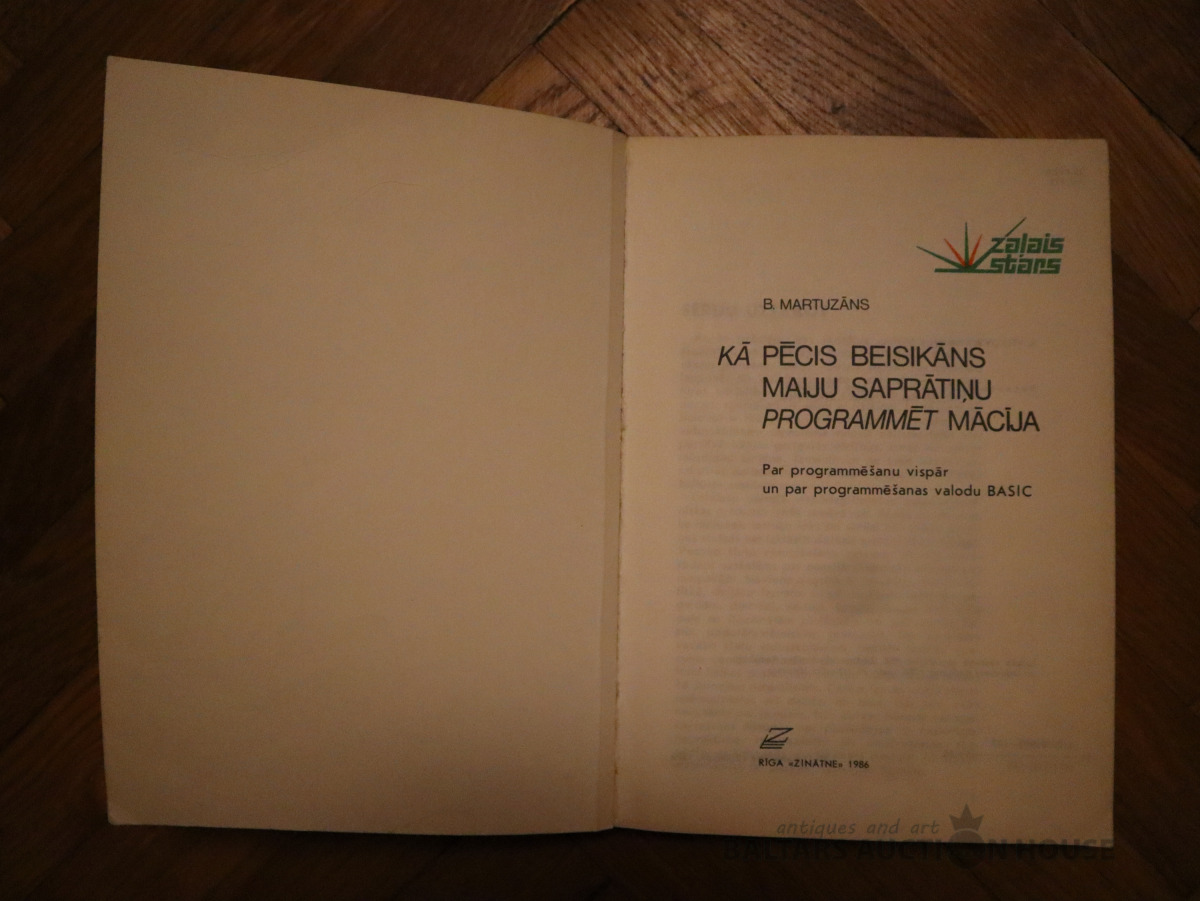 zaļais
stars
B. MARTUZĀNS
KĀ PĒCIS BEISIKĀNS
MAIJU SAPRĀTIŅU
PROGRAMMĒT MĀCĪJA
Par programmēšanu vispār
un par programmēšanas valodu BASIC
RĪGA «ZINĀTNE» 1986
antiques and art
BALTARS AUCTION HOUSE